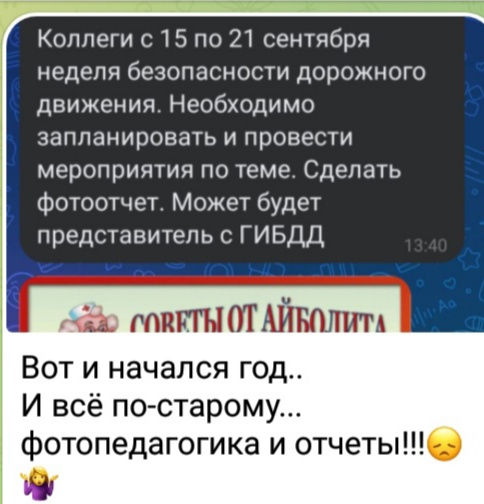 Коллеги с 15 по 21 сентября
неделя безопасности дорожного
движения. Необходимо
запланировать и провести
мероприятия по теме. Сделать
фотоотчет. Может будет
представитель с ГИБДД
13:40
СОВЕТЫ ОТ АЙБОЛИТА
Вот и начался год..
И всё по-старому...
фотопедагогика и отчеты!!!😞
🤷‍♀️